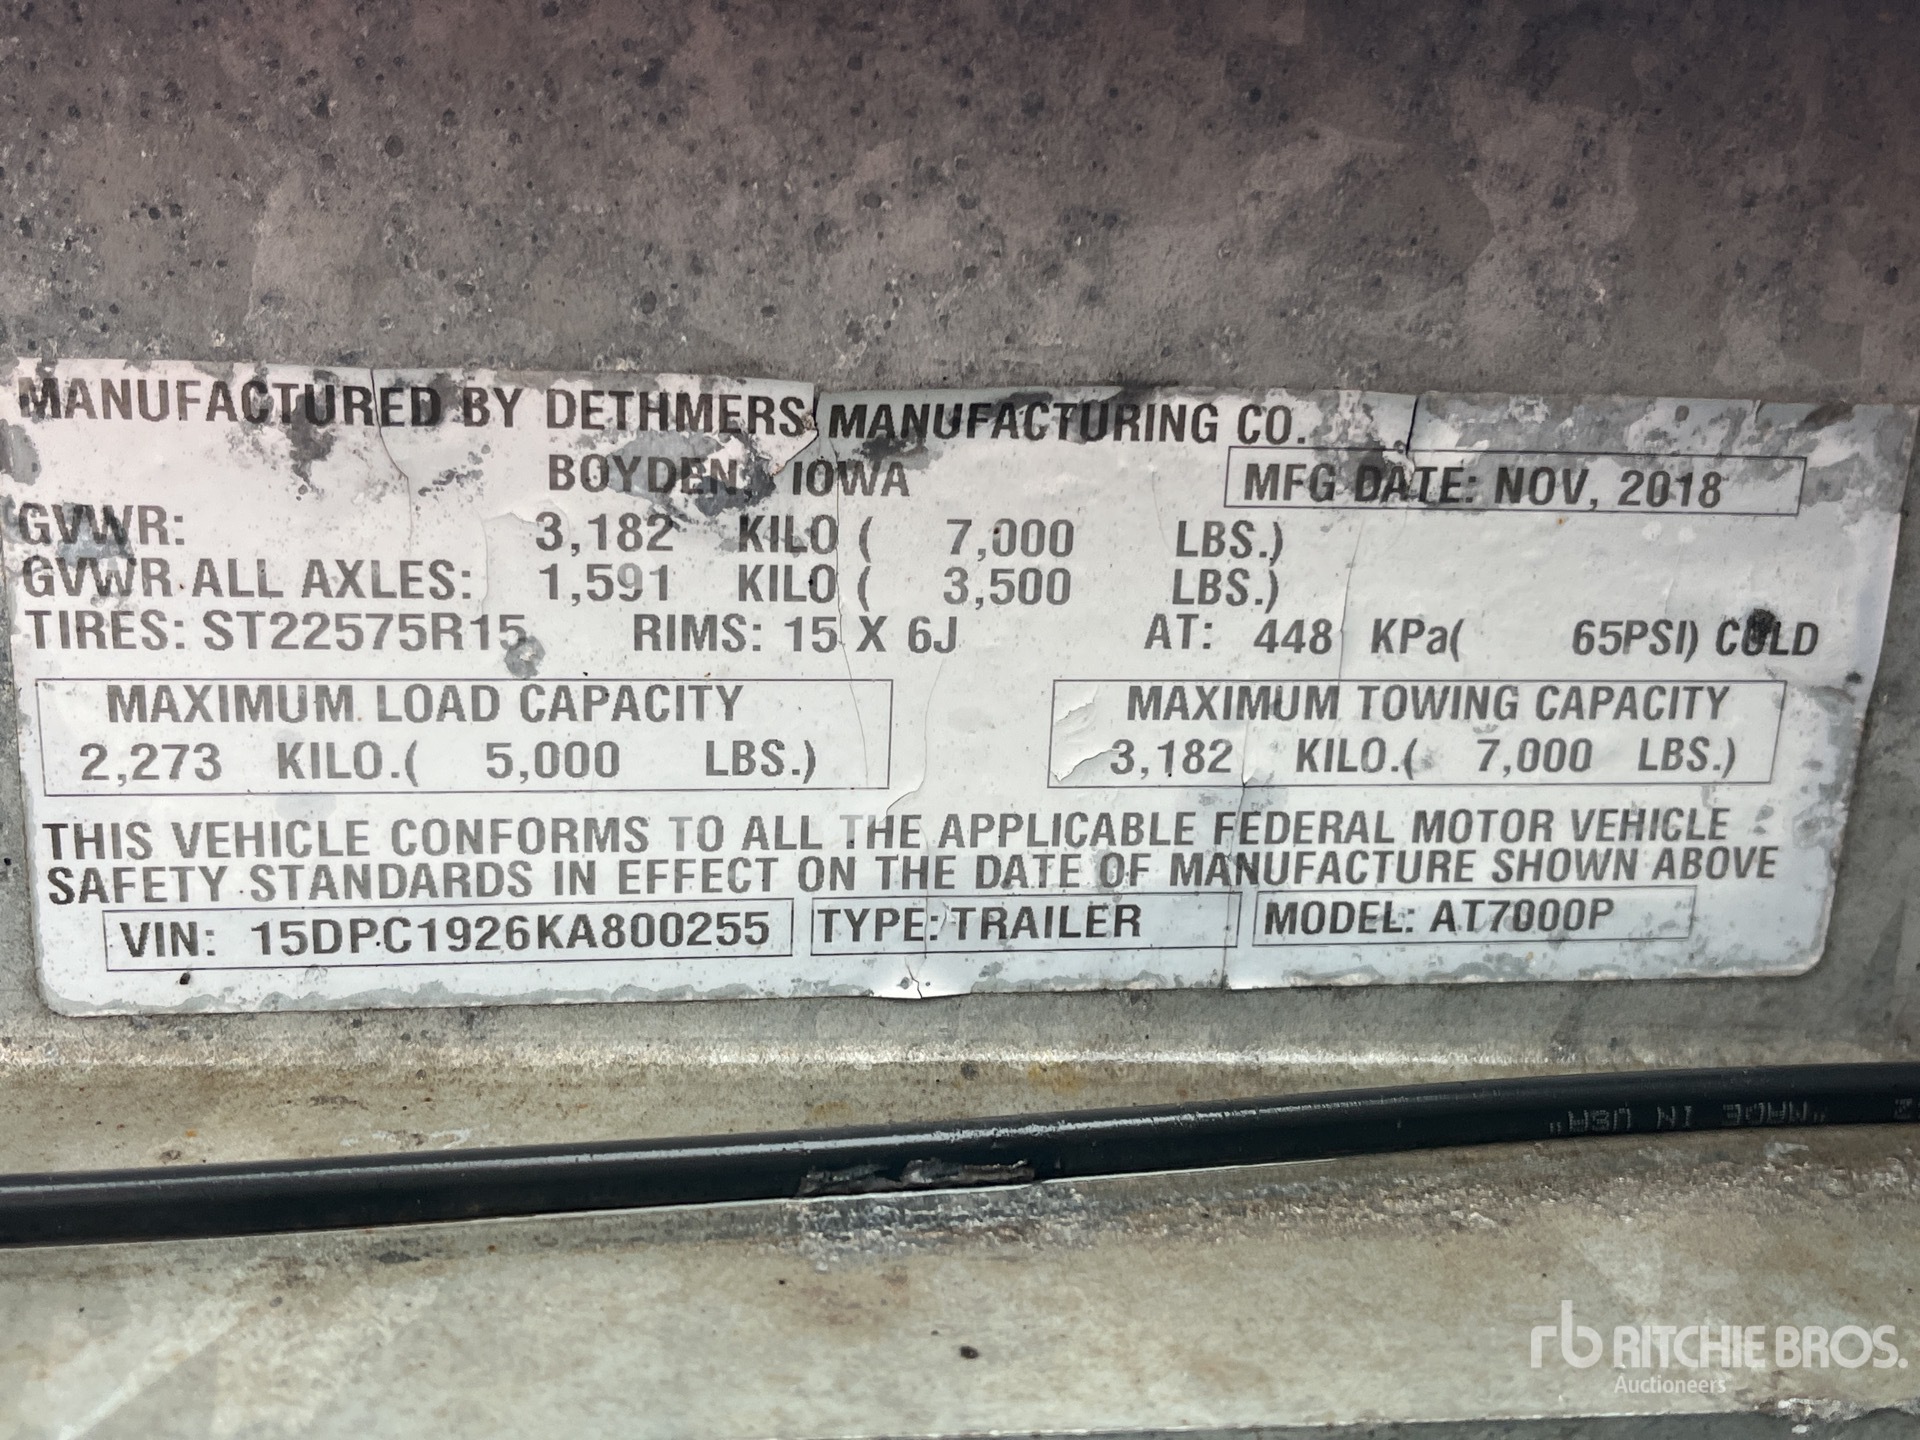 MANUFACTURED BY DETHMERS MANUFACTURING CO.
BOYDEN, IOWA
MFG DATE: NOV, 2018
GVWR: 3,182 KILO ( 7,000 LBS.)
GVWR ALL AXLES: 1,591 KILO ( 3,500 LBS.)
TIRES: ST22575R15 RIMS: 15 X 6J AT: 448 KPa( 65PSI) COLD
MAXIMUM LOAD CAPACITY
2,273 KILO.( 5,000 LBS.)
MAXIMUM TOWING CAPACITY
3,182 KILO.( 7,000 LBS.)
THIS VEHICLE CONFORMS TO ALL THE APPLICABLE FEDERAL MOTOR VEHICLE
SAFETY STANDARDS IN EFFECT ON THE DATE OF MANUFACTURE SHOWN ABOVE
VIN: 15DPC1926KA800255 TYPE: TRAILER MODEL: AT7000P
"MADE IN USA"
rb RITCHIE BROS.
Auctioneers